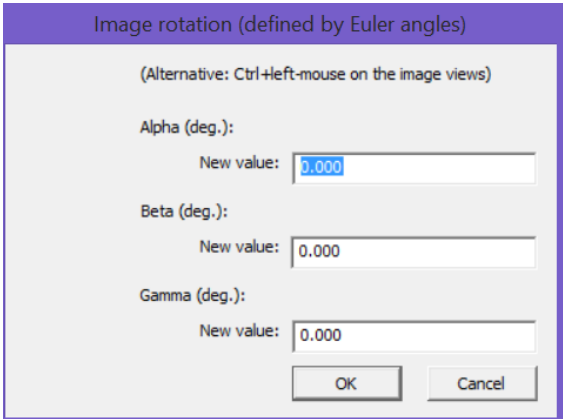 Image rotation (defined by Euler angles)
(Alternative: Ctrl+left-mouse on the image views)
Alpha (deg.):
New value: 0.000
Beta (deg.):
New value: 0.000
Gamma (deg.):
New value: 0.000
OK Cancel